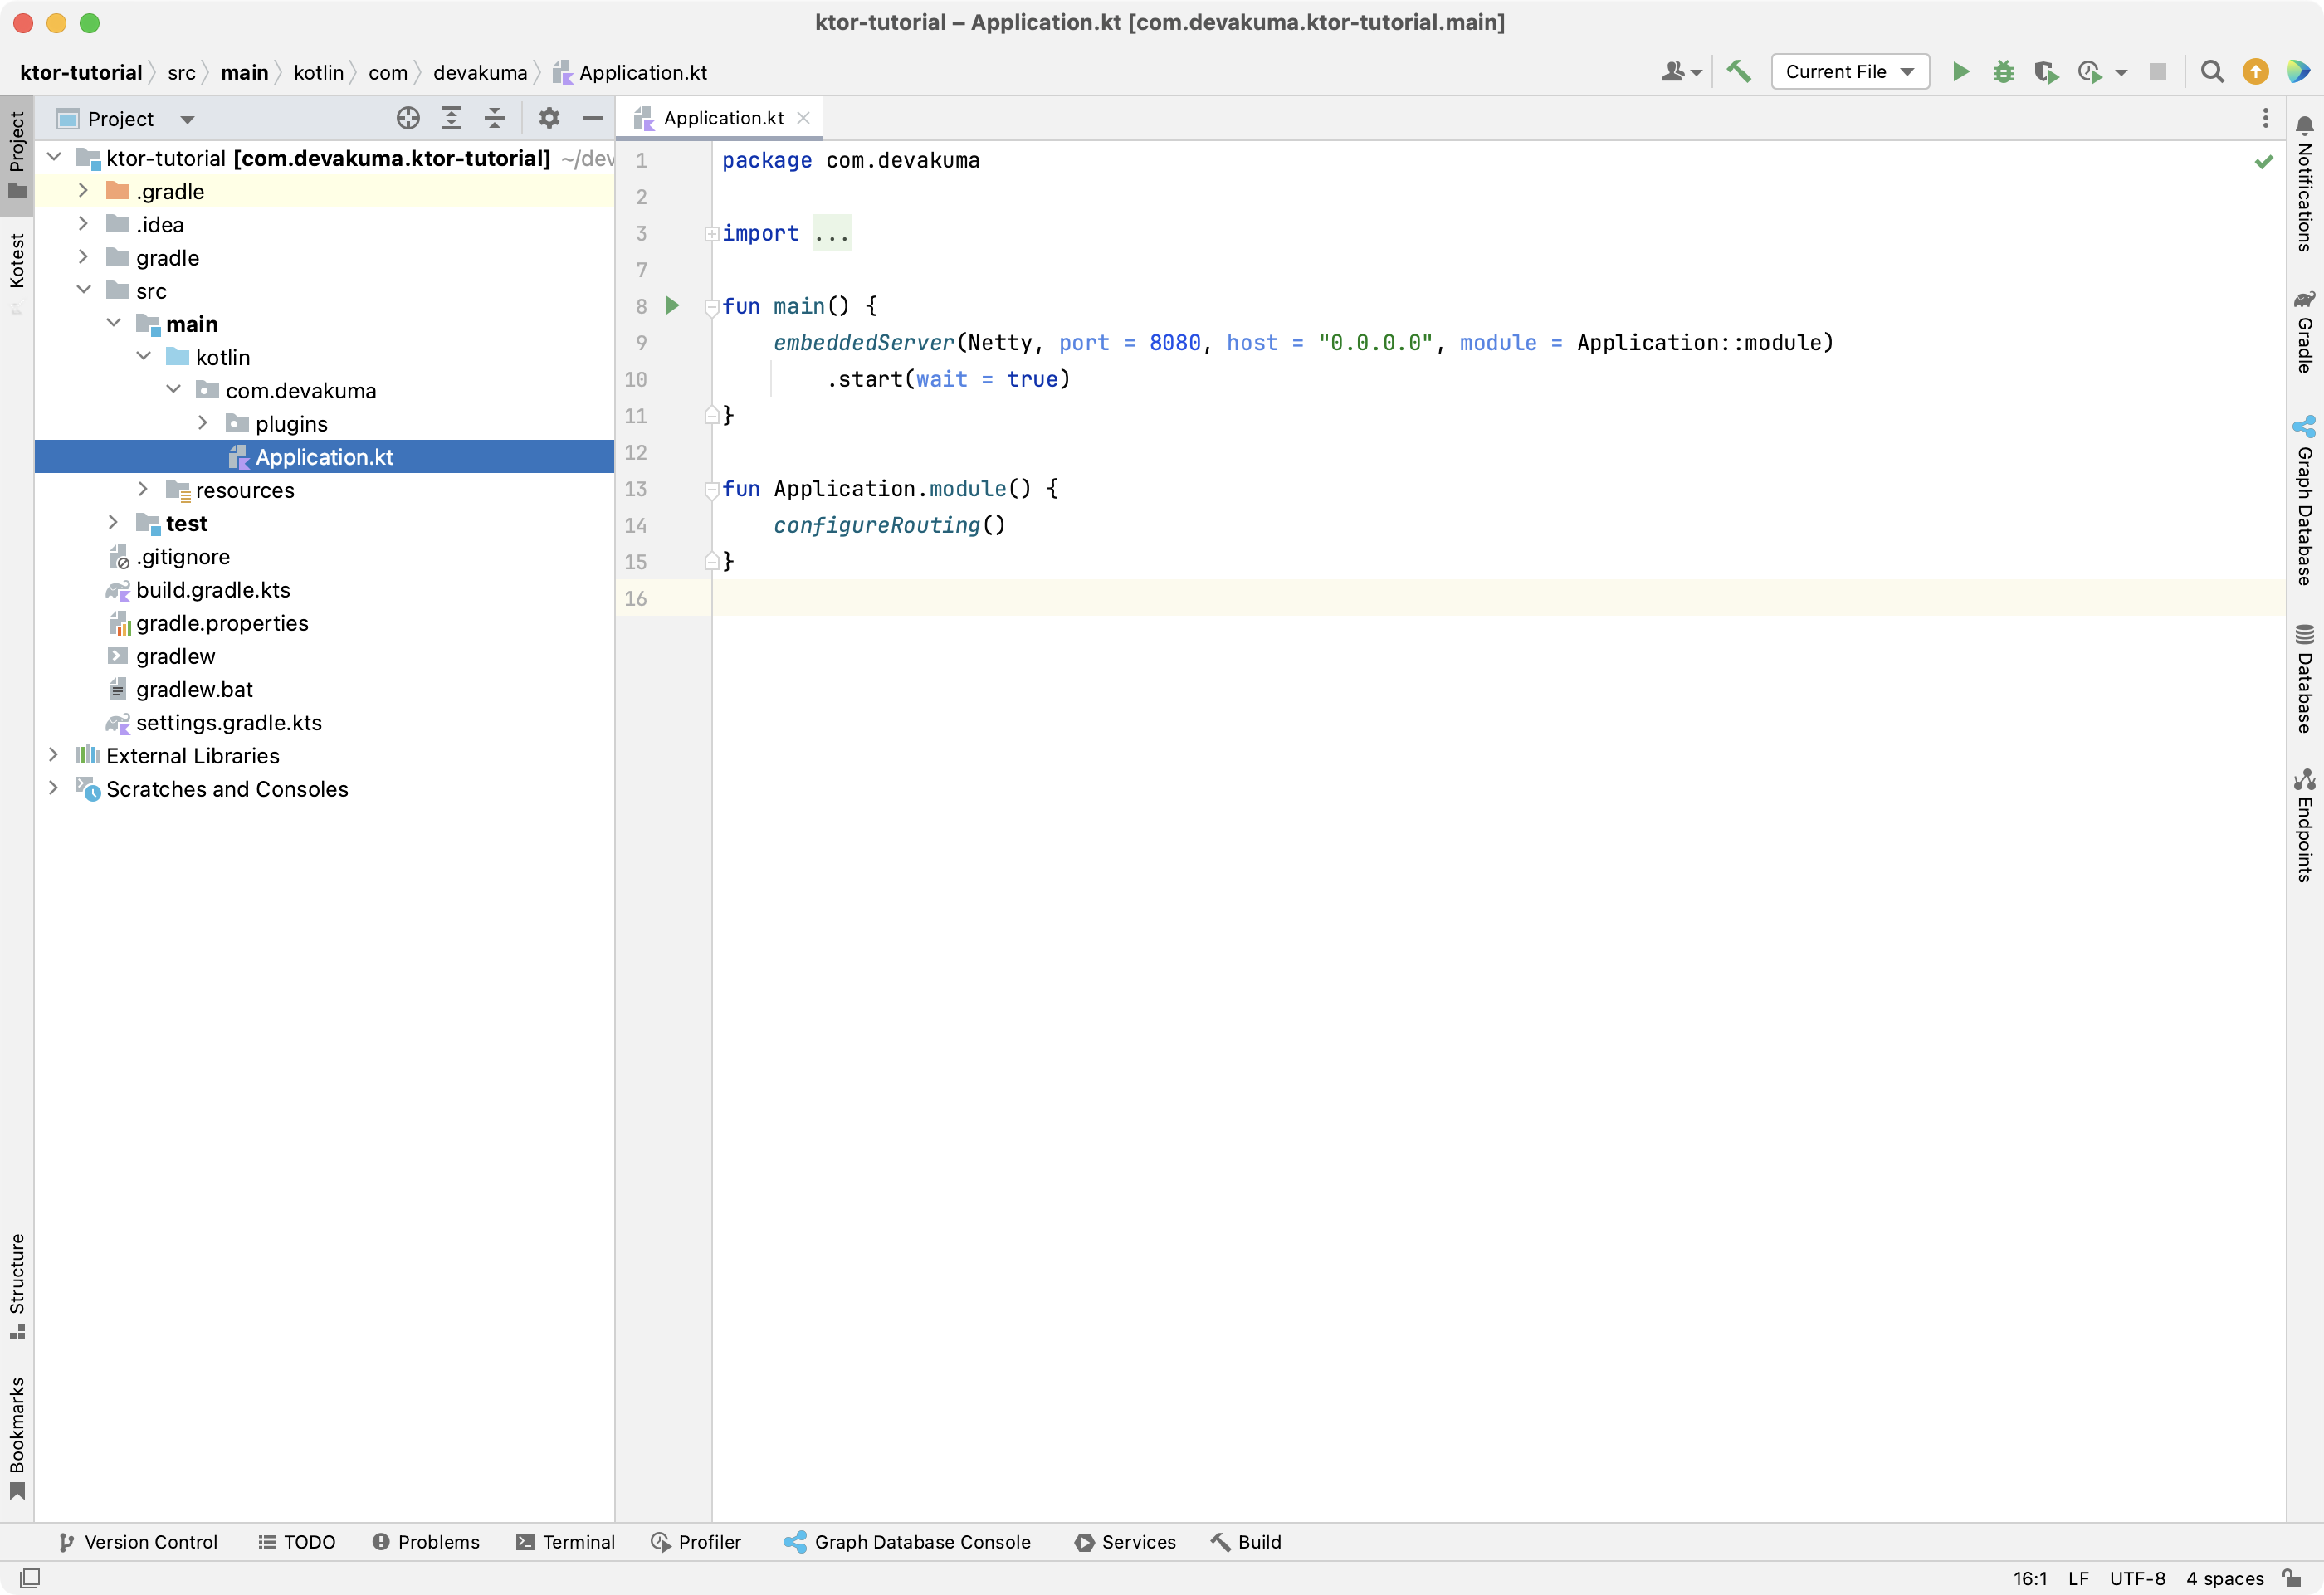 ktor-tutorial – Application.kt [com.devakuma.ktor-tutorial.main]
ktor-tutorial src main kotlin com devakuma Application.kt
Current File
Project
Application.kt
Project
Kotest
Structure
Bookmarks
ktor-tutorial [com.devakuma.ktor-tutorial] ~/dev
.gradle
.idea
gradle
src
main
kotlin
com.devakuma
plugins
Application.kt
resources
test
.gitignore
build.gradle.kts
gradle.properties
gradlew
gradlew.bat
settings.gradle.kts
External Libraries
Scratches and Consoles
1 package com.devakuma
2
3 import ...
7
8 fun main() {
9 embeddedServer(Netty, port = 8080, host = "0.0.0.0", module = Application::module)
10 .start(wait = true)
11 }
12
13 fun Application.module() {
14 configureRouting()
15 }
16
Notifications
Gradle
Graph Database
Database
Endpoints
Version Control TODO Problems Terminal Profiler Graph Database Console Services Build
16:1 LF UTF-8 4 spaces